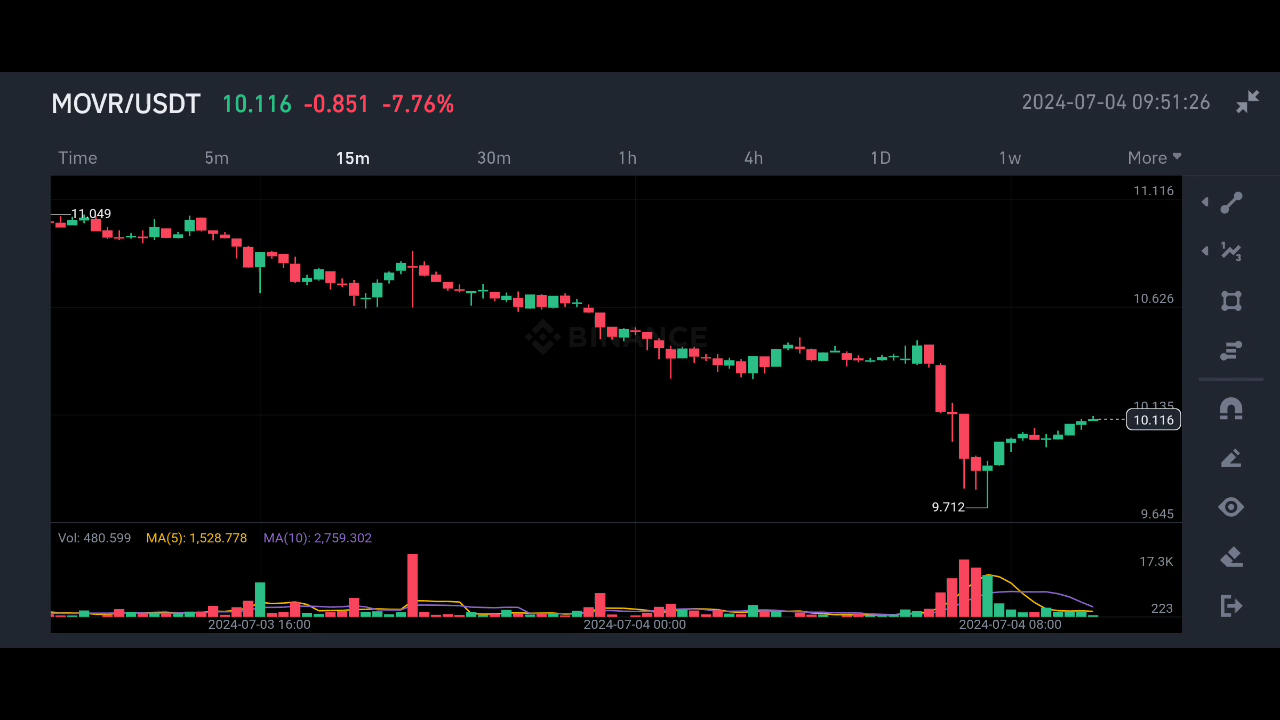 MOVR/USDT 10.116 -0.851 -7.76% 2024-07-04 09:51:26
Time 5m 15m 30m 1h 4h 1D 1w More
11.116
11.049
10.626
BINANCE
10.135
10.116
9.712
9.645
Vol: 480.599 MA(5): 1,528.778 MA(10): 2,759.302
17.3K
223
2024-07-03 16:00 2024-07-04 00:00 2024-07-04 08:00
1
3